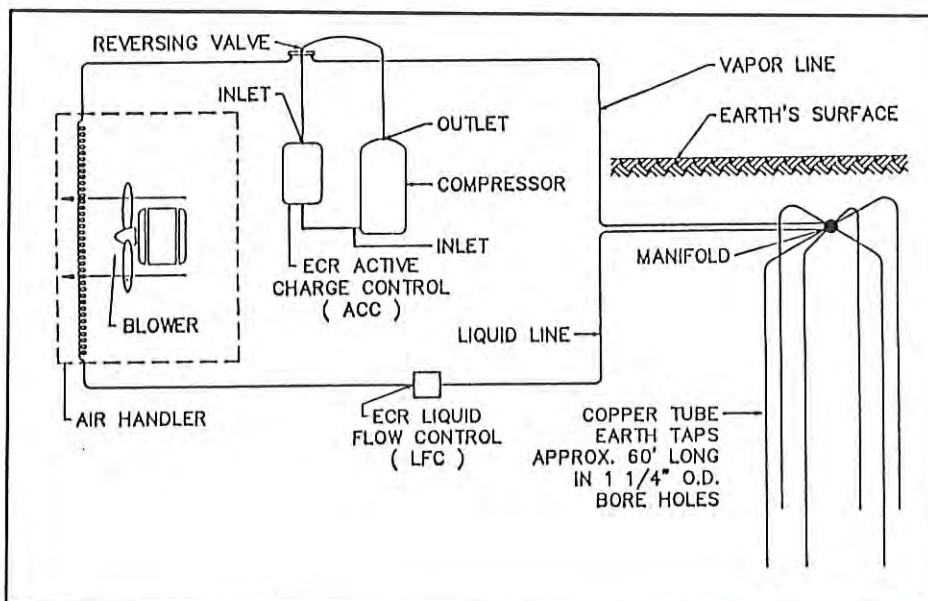 REVERSING VALVE
INLET
OUTLET
COMPRESSOR
INLET
ECR ACTIVE
CHARGE CONTROL
( ACC )
BLOWER
AIR HANDLER
ECR LIQUID
FLOW CONTROL
( LFC )
VAPOR LINE
EARTH'S SURFACE
MANIFOLD
LIQUID LINE
COPPER TUBE
EARTH TAPS
APPROX. 60' LONG
IN 1 1/4" O.D.
BORE HOLES